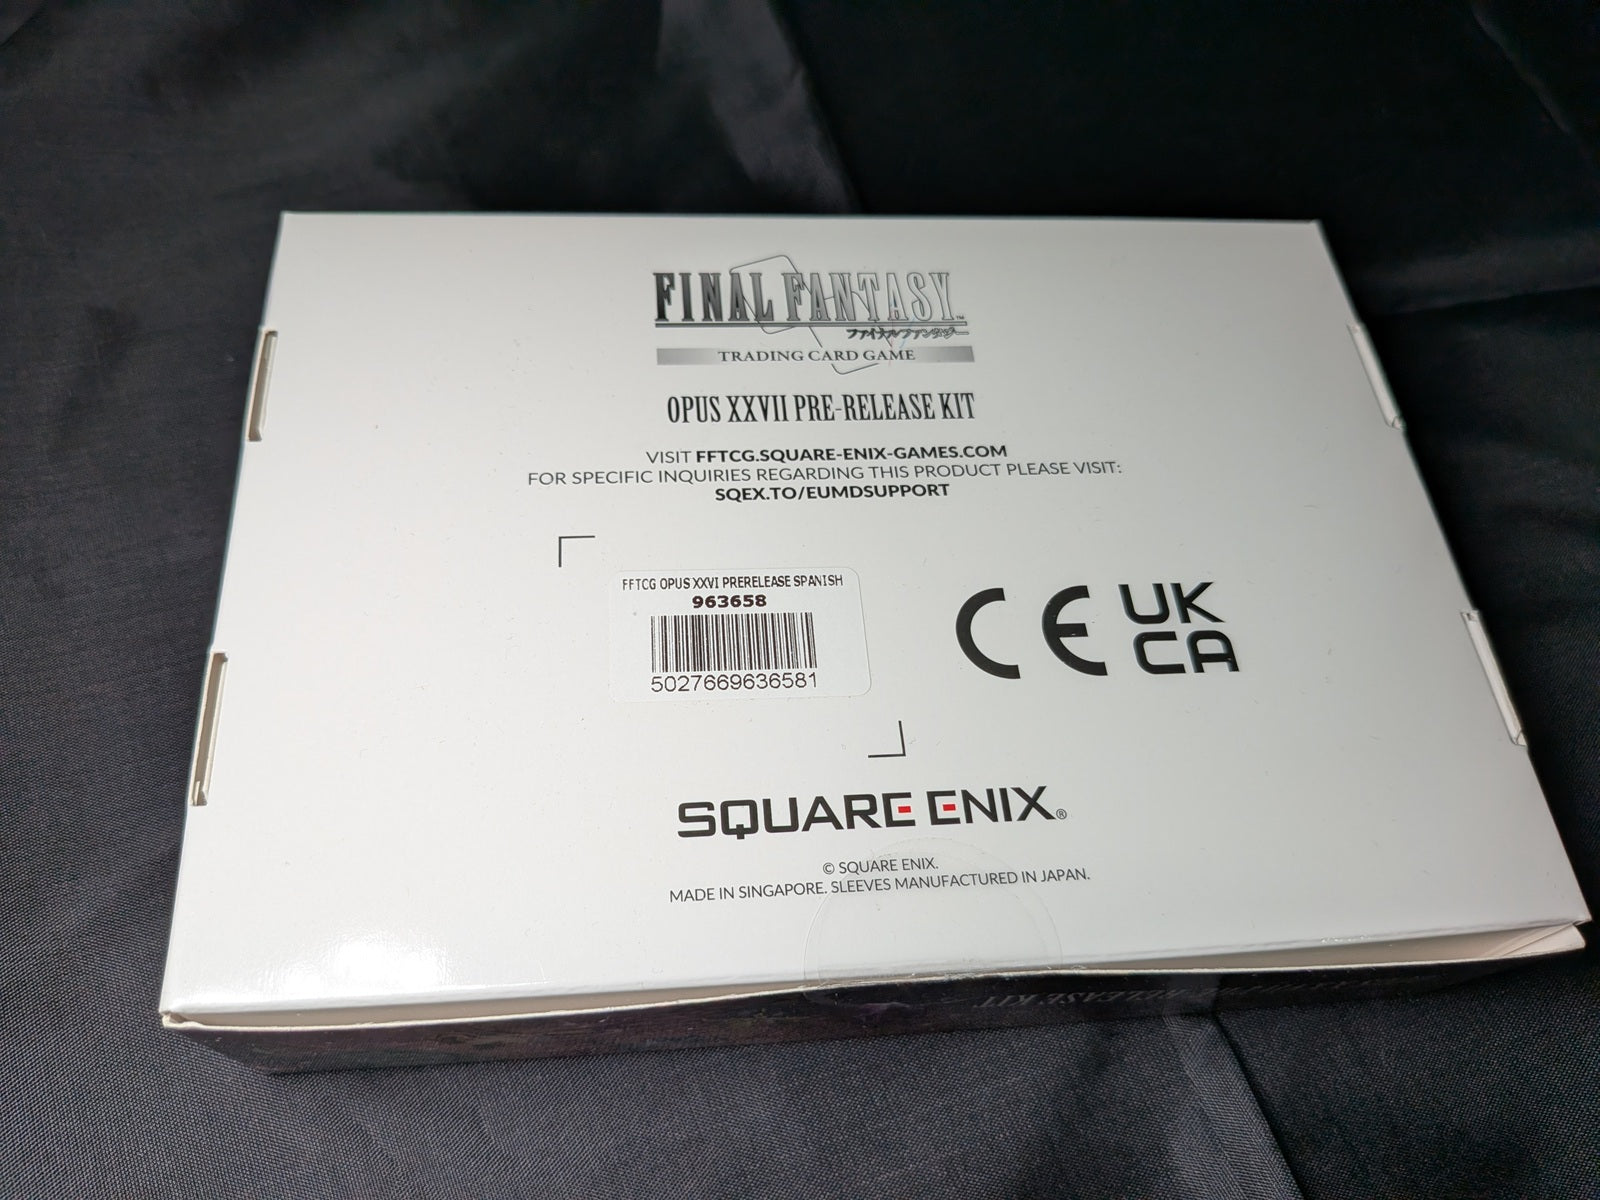 FINAL FANTASY™
ファイナルファンタジー
TRADING CARD GAME
OPUS XXVII PRE-RELEASE KIT
VISIT FFTCG.SQUARE-ENIX-GAMES.COM
FOR SPECIFIC INQUIRIES REGARDING THIS PRODUCT PLEASE VISIT:
SQEX.TO/EUMDSUPPORT
FFTCG OPUS XXVI PRERELEASE SPANISH
963658
5027669636581
CE
UK
CA
SQUARE ENIX®
© SQUARE ENIX.
MADE IN SINGAPORE. SLEEVES MANUFACTURED IN JAPAN.
RELEASE KIT